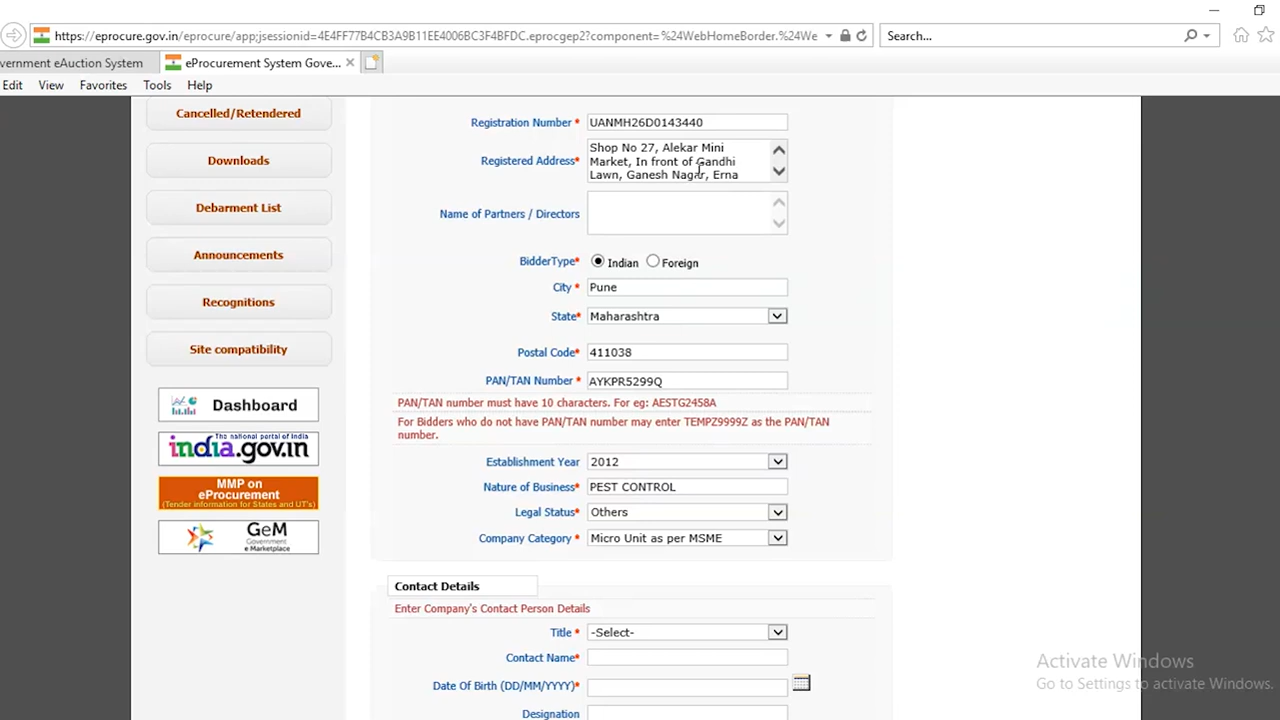 https://eprocure.gov.in/eprocure/app;jsessionid=4E4FF77B4CB3A9B11EE4006BC3F4BFDC.eprocgep2?component=%24WebHomeBorder.%24We
Search...
vernment eAuction System
eProcurement System Gove...
Edit View Favorites Tools Help
Cancelled/Retendered
Downloads
Debarment List
Announcements
Recognitions
Site compatibility
Dashboard
The national portal of India
india.gov.in
MMP on
eProcurement
(Tender information for States and UT's)
GeM
Government
e Marketplace
Registration Number * UANMH26D0143440
Registered Address* Shop No 27, Alekar Mini
Market, In front of Gandhi
Lawn, Ganesh Nagar, Erna
Name of Partners / Directors
BidderType* Indian Foreign
City * Pune
State* Maharashtra
Postal Code* 411038
PAN/TAN Number * AYKPR5299Q
PAN/TAN number must have 10 characters. For eg: AESTG2458A
For Bidders who do not have PAN/TAN number may enter TEMPZ9999Z as the PAN/TAN
number.
Establishment Year 2012
Nature of Business* PEST CONTROL
Legal Status* Others
Company Category * Micro Unit as per MSME
Contact Details
Enter Company's Contact Person Details
Title * -Select-
Contact Name*
Date Of Birth (DD/MM/YYYY)*
Designation
Activate Windows
Go to Settings to activate Windows.